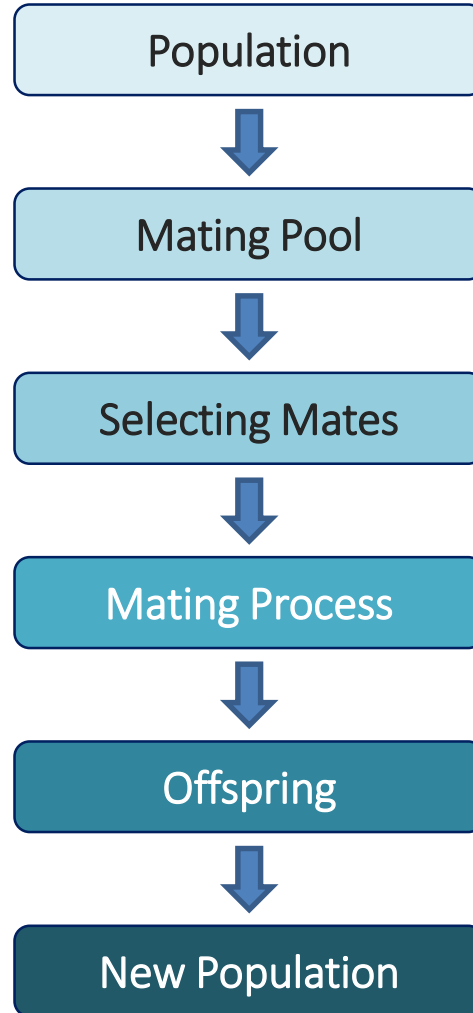 Population
Mating Pool
Selecting Mates
Mating Process
Offspring
New Population